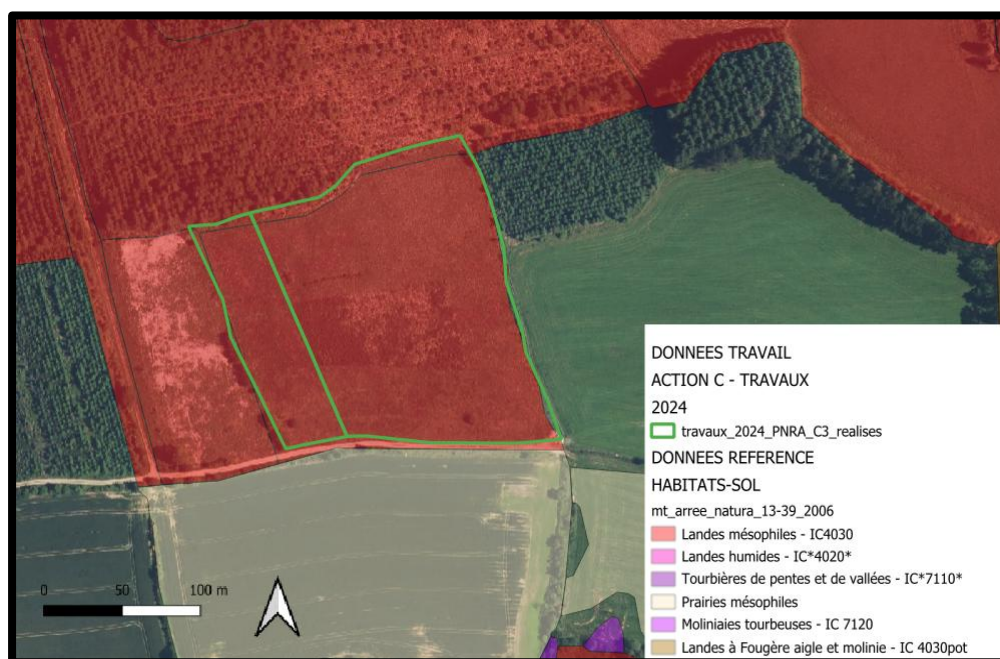 DONNEES TRAVAIL
ACTION C - TRAVAUX
2024
travaux_2024_PNRA_C3_realises
DONNEES REFERENCE
HABITATS-SOL
mt_arree_natura_13-39_2006
Landes mésophiles - IC4030
Landes humides - IC*4020*
Tourbières de pentes et de vallées - IC*7110*
Prairies mésophiles
Moliniaies tourbeuses - IC 7120
Landes à Fougère aigle et molinie - IC 4030pot
0 50 100 m